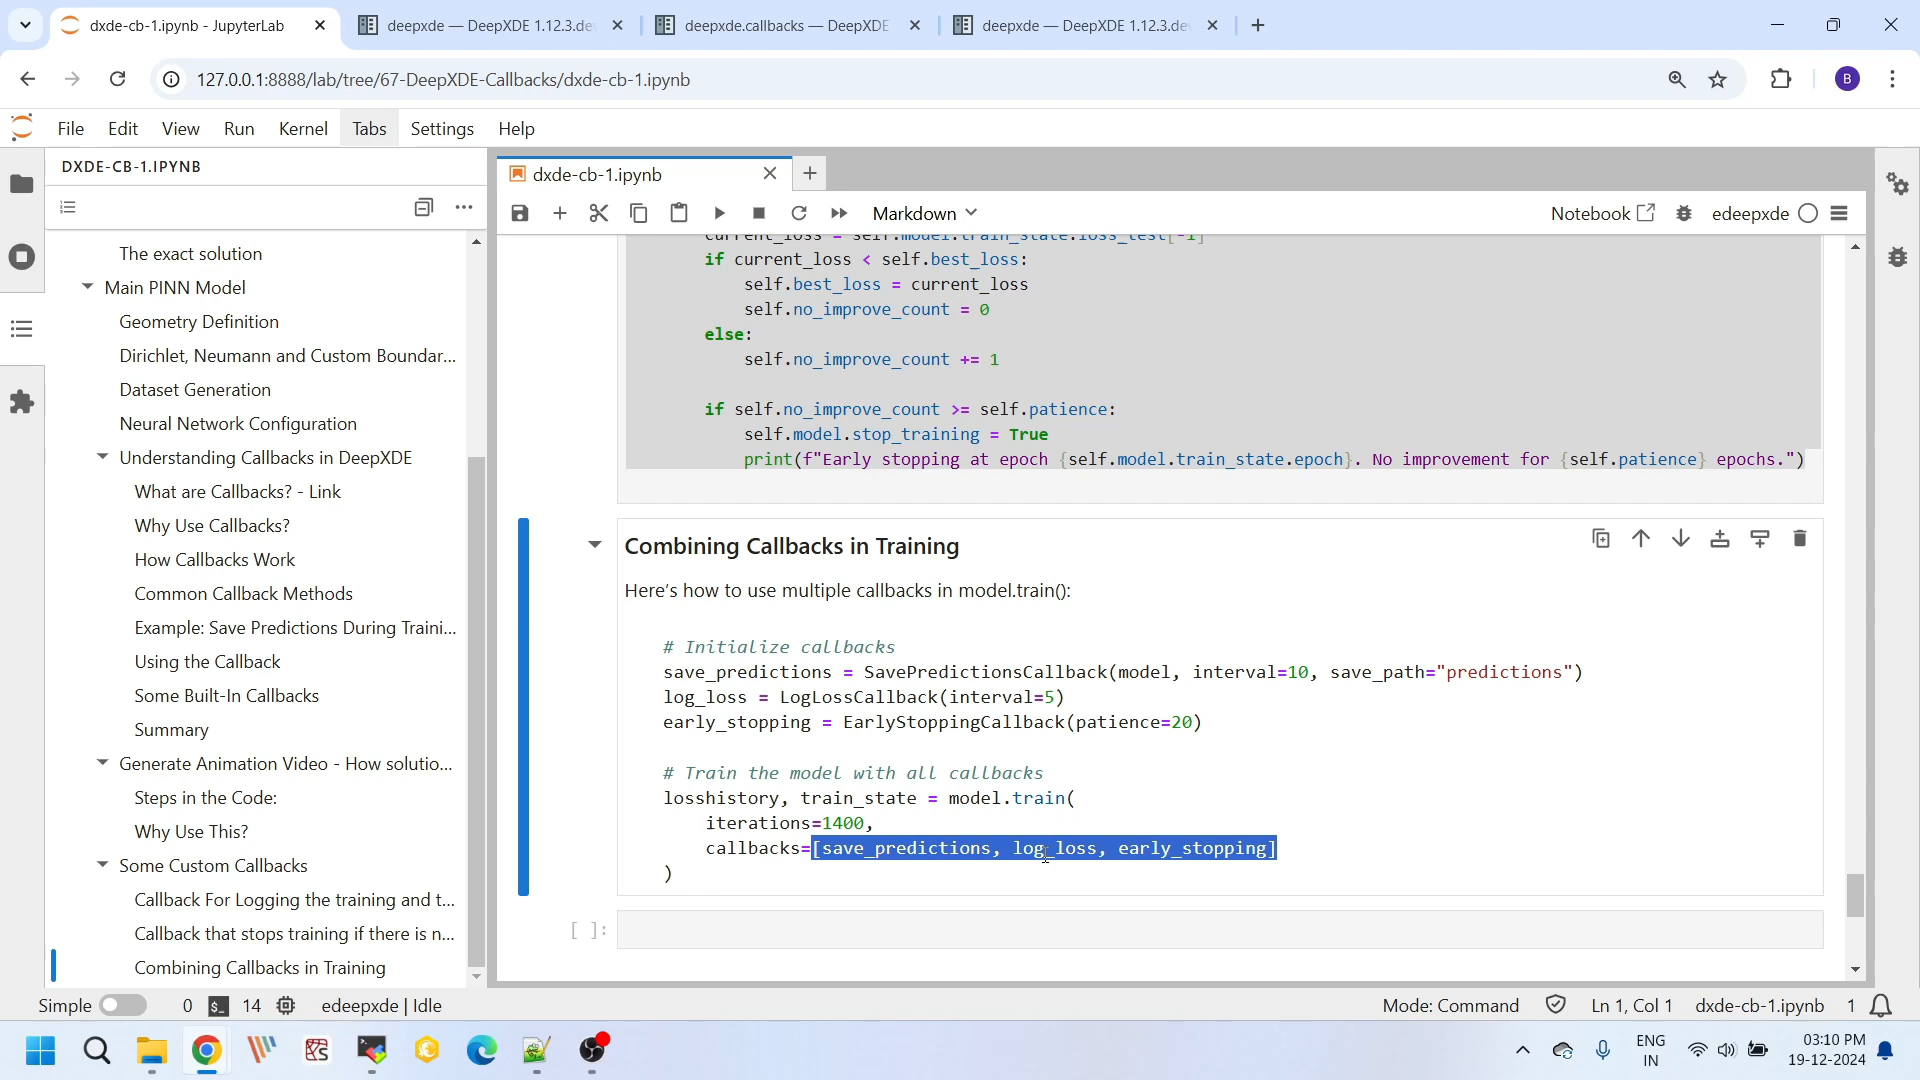 dxde-cb-1.ipynb - JupyterLab
deepxde — DeepXDE 1.12.3.de
deepxde.callbacks — DeepXDE
deepxde — DeepXDE 1.12.3.de
127.0.0.1:8888/lab/tree/67-DeepXDE-Callbacks/dxde-cb-1.ipynb
B
File Edit View Run Kernel Tabs Settings Help
DXDE-CB-1.IPYNB
dxde-cb-1.ipynb
Markdown
Notebook
edeepxde
The exact solution
Main PINN Model
Geometry Definition
Dirichlet, Neumann and Custom Boundar...
Dataset Generation
Neural Network Configuration
Understanding Callbacks in DeepXDE
What are Callbacks? - Link
Why Use Callbacks?
How Callbacks Work
Common Callback Methods
Example: Save Predictions During Traini...
Using the Callback
Some Built-In Callbacks
Summary
Generate Animation Video - How solutio...
Steps in the Code:
Why Use This?
Some Custom Callbacks
Callback For Logging the training and t...
Callback that stops training if there is n...
Combining Callbacks in Training
current_loss = self.model.train_state.loss_test[-1]
if current_loss < self.best_loss:
self.best_loss = current_loss
self.no_improve_count = 0
else:
self.no_improve_count += 1
if self.no_improve_count >= self.patience:
self.model.stop_training = True
print(f"Early stopping at epoch {self.model.train_state.epoch}. No improvement for {self.patience} epochs.")
Combining Callbacks in Training
Here's how to use multiple callbacks in model.train():
# Initialize callbacks
save_predictions = SavePredictionsCallback(model, interval=10, save_path="predictions")
log_loss = LogLossCallback(interval=5)
early_stopping = EarlyStoppingCallback(patience=20)
# Train the model with all callbacks
losshistory, train_state = model.train(
iterations=1400,
callbacks=[save_predictions, log_loss, early_stopping]
)
[ ]:
Simple
0
14
edeepxde | Idle
Mode: Command
Ln 1, Col 1
dxde-cb-1.ipynb
1
ENG
IN
03:10 PM
19-12-2024